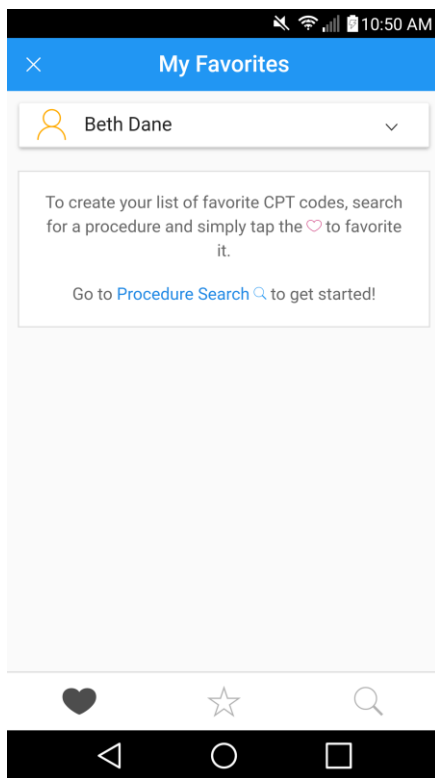 10:50 AM
My Favorites
Beth Dane
To create your list of favorite CPT codes, search
for a procedure and simply tap the to favorite
it.
Go to Procedure Search to get started!